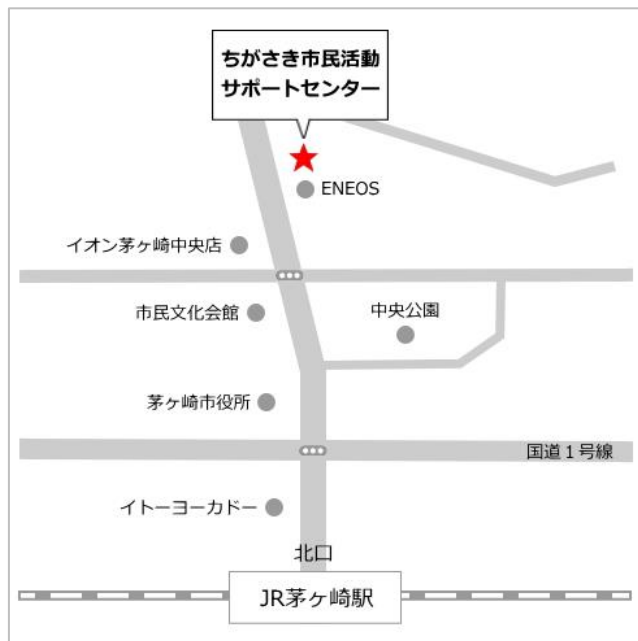 ちがさき市民活動
サポートセンター
ENEOS
イオン茅ヶ崎中央店
市民文化会館
中央公園
茅ヶ崎市役所
国道１号線
イトーヨーカドー
北口
JR茅ヶ崎駅